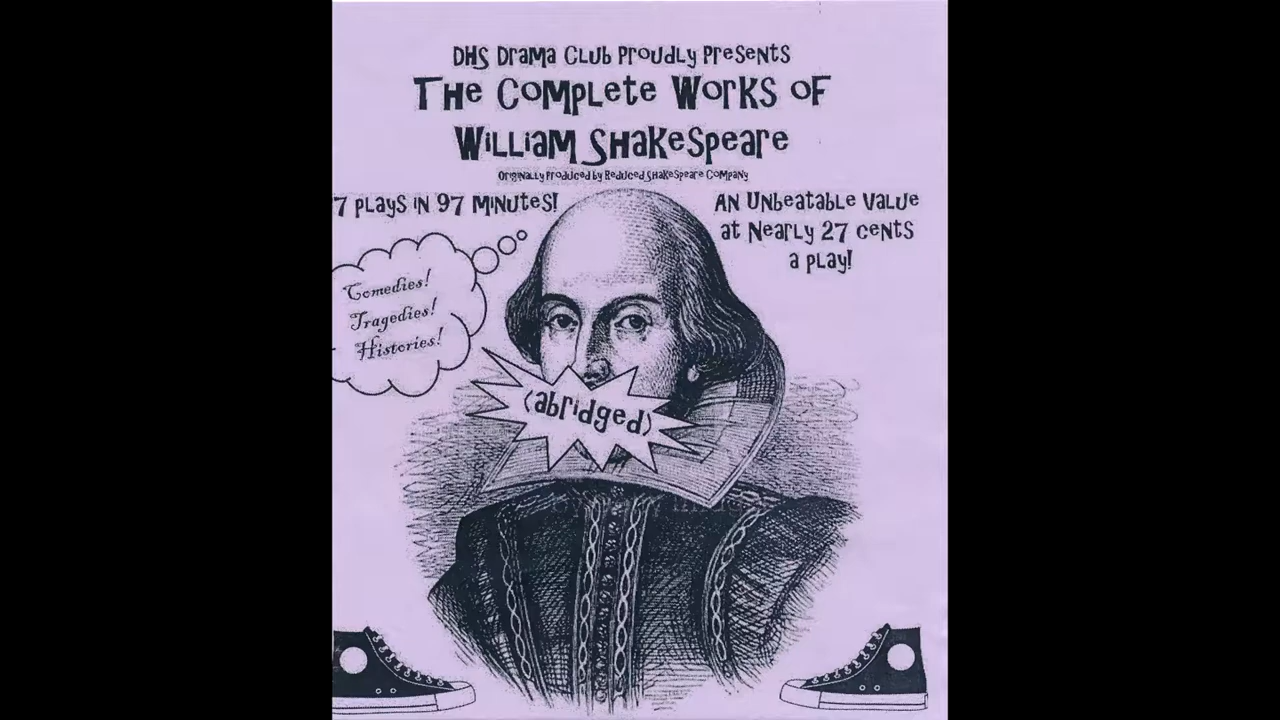 DHS Drama Club Proudly Presents
The Complete Works of
William Shakespeare
Originally Produced by Reduced Shakespeare Company
7 Plays in 97 Minutes!
An Unbeatable Value
at Nearly 27 cents
a play!
Comedies!
Tragedies!
Histories!
(abridged)